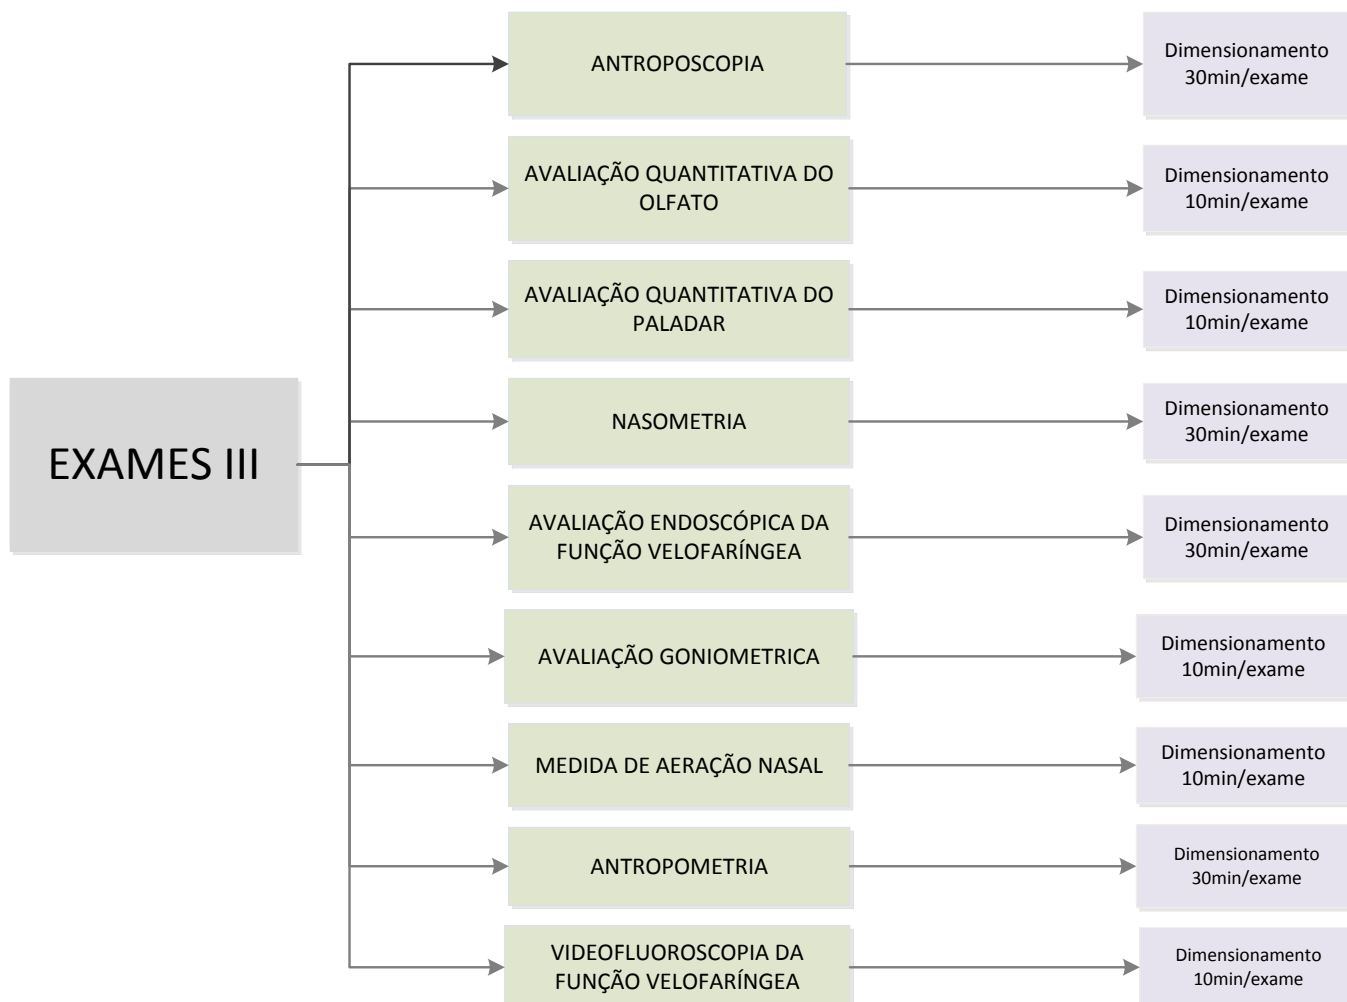 EXAMES III
ANTROPOSCOPIA
Dimensionamento
30min/exame
AVALIAÇÃO QUANTITATIVA DO
OLFATO
Dimensionamento
10min/exame
AVALIAÇÃO QUANTITATIVA DO
PALADAR
Dimensionamento
10min/exame
NASOMETRIA
Dimensionamento
30min/exame
AVALIAÇÃO ENDOSCÓPICA DA
FUNÇÃO VELOFARÍNGEA
Dimensionamento
30min/exame
AVALIAÇÃO GONIOMETRICA
Dimensionamento
10min/exame
MEDIDA DE AERAÇÃO NASAL
Dimensionamento
10min/exame
ANTROPOMETRIA
Dimensionamento
30min/exame
VIDEOFLUOROSCOPIA DA
FUNÇÃO VELOFARÍNGEA
Dimensionamento
10min/exame